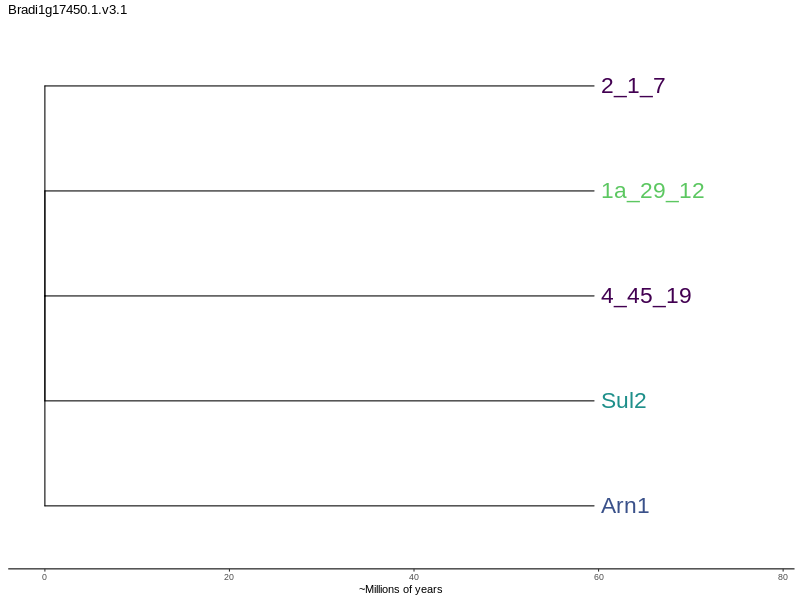 Bradi1g17450.1.v3.1
2_1_7
1a_29_12
4_45_19
Sul2
Arn1
0 20 40 60 80
~Millions of years